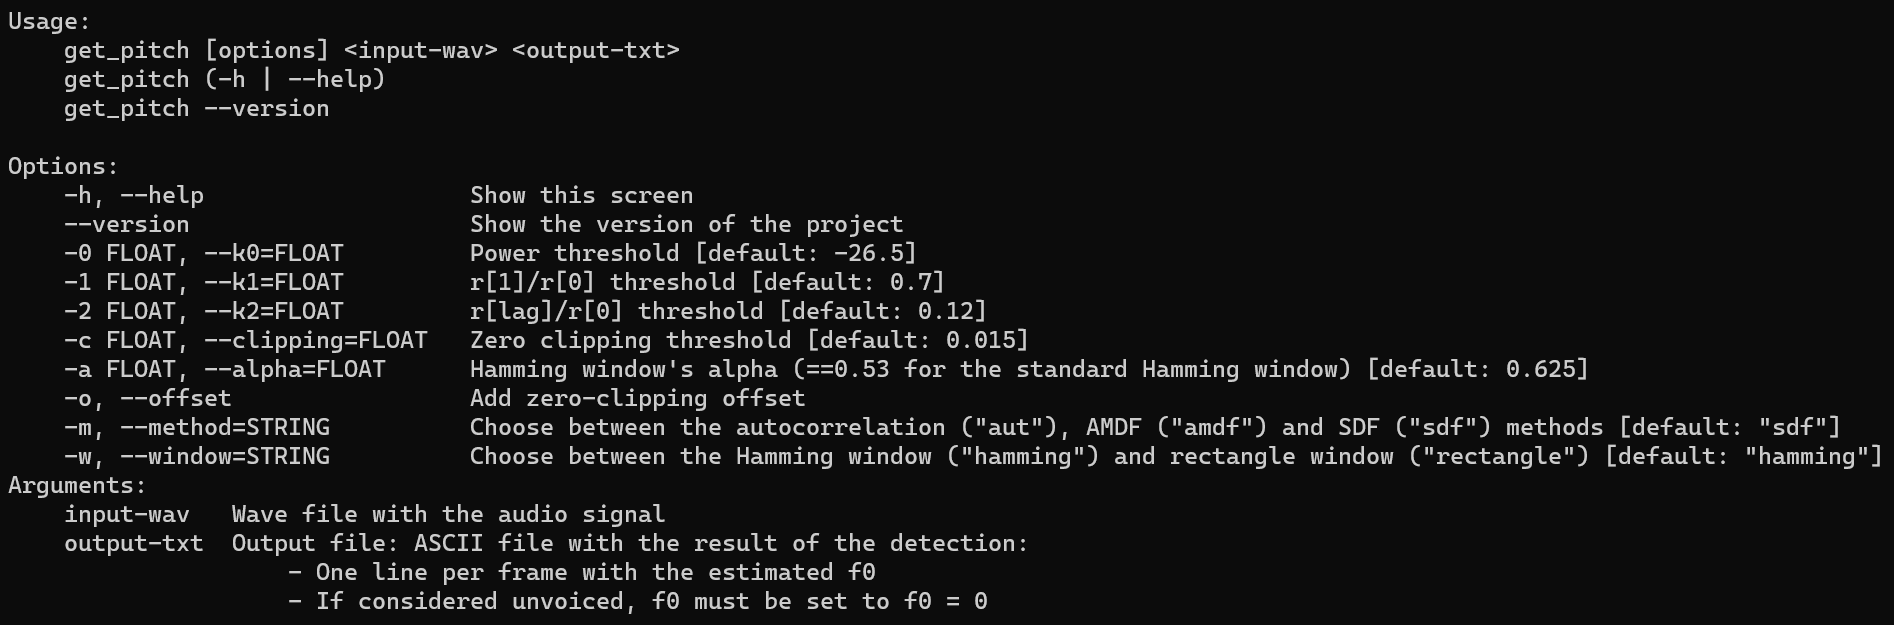 Usage:
    get_pitch [options] <input-wav> <output-txt>
    get_pitch (-h | --help)
    get_pitch --version

Options:
    -h, --help                   Show this screen
    --version                    Show the version of the project
    -0 FLOAT, --k0=FLOAT         Power threshold [default: -26.5]
    -1 FLOAT, --k1=FLOAT         r[1]/r[0] threshold [default: 0.7]
    -2 FLOAT, --k2=FLOAT         r[lag]/r[0] threshold [default: 0.12]
    -c FLOAT, --clipping=FLOAT   Zero clipping threshold [default: 0.015]
    -a FLOAT, --alpha=FLOAT      Hamming window's alpha (==0.53 for the standard Hamming window) [default: 0.625]
    -o, --offset                 Add zero-clipping offset
    -m, --method=STRING          Choose between the autocorrelation ("aut"), AMDF ("amdf") and SDF ("sdf") methods [default: "sdf"]
    -w, --window=STRING          Choose between the Hamming window ("hamming") and rectangle window ("rectangle") [default: "hamming"]
Arguments:
    input-wav   Wave file with the audio signal
    output-txt  Output file: ASCII file with the result of the detection:
                    - One line per frame with the estimated f0
                    - If considered unvoiced, f0 must be set to f0 = 0